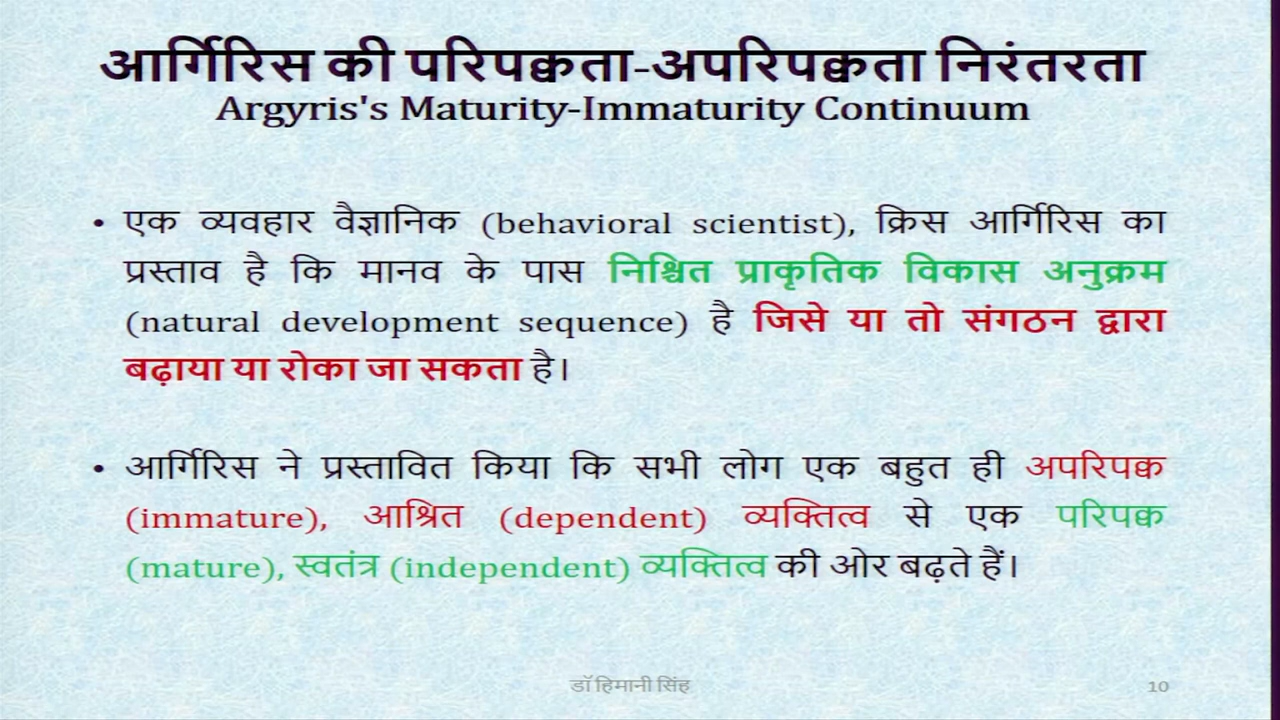 आर्गिरिस की परिपक्वता-अपरिपक्वता निरंतरता
Argyris's Maturity-Immaturity Continuum
• एक व्यवहार वैज्ञानिक (behavioral scientist), क्रिस आर्गिरिस का
प्रस्ताव है कि मानव के पास निश्चित प्राकृतिक विकास अनुक्रम
(natural development sequence) है जिसे या तो संगठन द्वारा
बढ़ाया या रोका जा सकता है।
• आर्गिरिस ने प्रस्तावित किया कि सभी लोग एक बहुत ही अपरिपक्व
(immature), आश्रित (dependent) व्यक्तित्व से एक परिपक्व
(mature), स्वतंत्र (independent) व्यक्तित्व की ओर बढ़ते हैं।
डॉ हिमानी सिंह
10